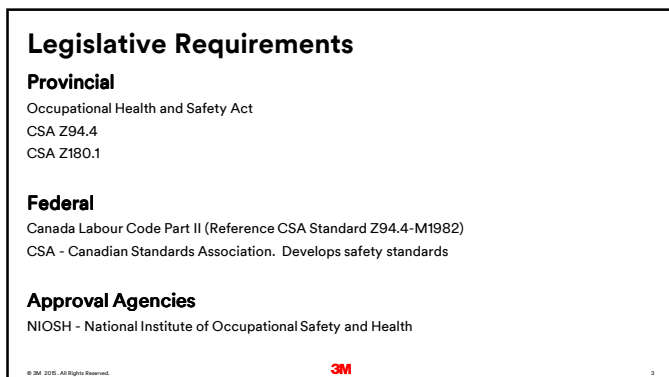 Legislative Requirements
Provincial
Occupational Health and Safety Act
CSA Z94.4
CSA Z180.1
Federal
Canada Labour Code Part II (Reference CSA Standard Z94.4-M1982)
CSA - Canadian Standards Association. Develops safety standards
Approval Agencies
NIOSH - National Institute of Occupational Safety and Health
© 3M 2015. All Rights Reserved. 3M 3